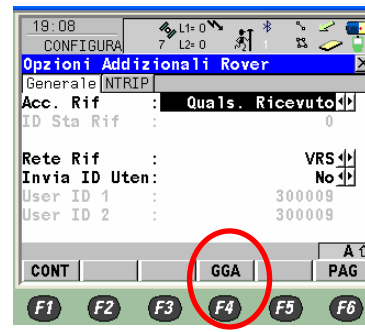 19:08
CONFIGURA
L1= 0
7 L2= 0
1
Opzioni Addizionali Rover X
Generale NTRIP
Acc. Rif : Quals. Ricevuto
ID Sta Rif : 0
Rete Rif : VRS
Invia ID Uten: No
User ID 1 : 300009
User ID 2 : 300009
A
CONT GGA PAG
F1 F2 F3 F4 F5 F6